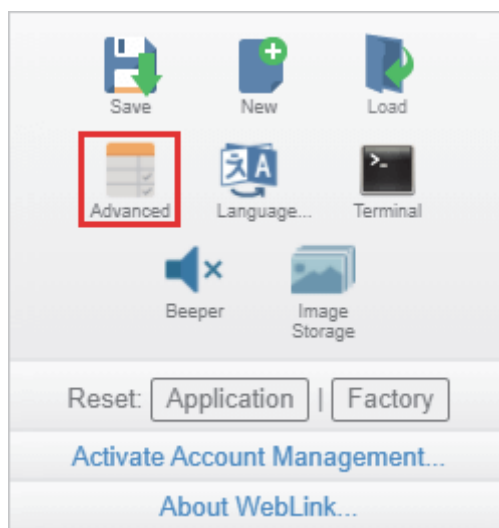 Save New Load
Advanced Language... Terminal
Beeper Image
Storage
Reset: Application | Factory
Activate Account Management...
About WebLink...